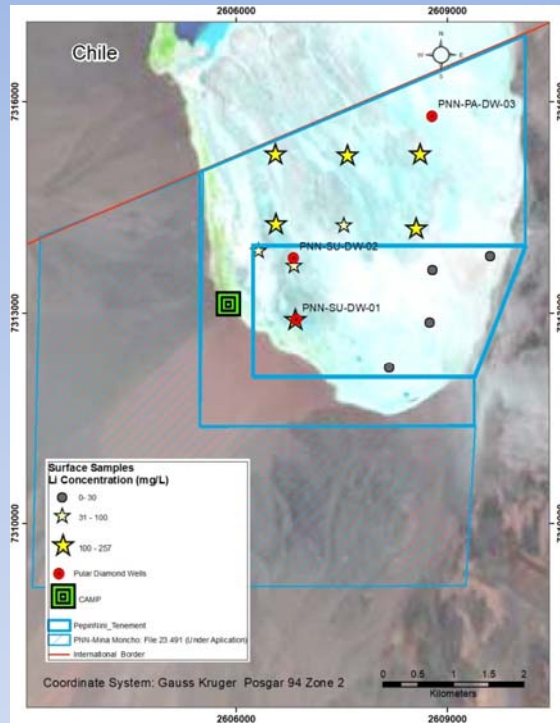 2606000
2609000
Chile
N
W
E
S
7316000
PNN-PA-DW-03
PNN-SU-DW-02
7313000
7313000
PNN-SU-DW-01
Surface Samples
Li Concentration (mg/L)
0- 30
31 - 100
100 - 257
Pular Diamond Wells
CAMP
PepinNini_Tenement
PNN-Mina Moncho: File 23.491 (Under Aplication)
International Border
7310000
7310000
Coordinate System: Gauss Kruger Posgar 94 Zone 2
0 0.5 1 1.5 2
Kilometers
2606000
2609000